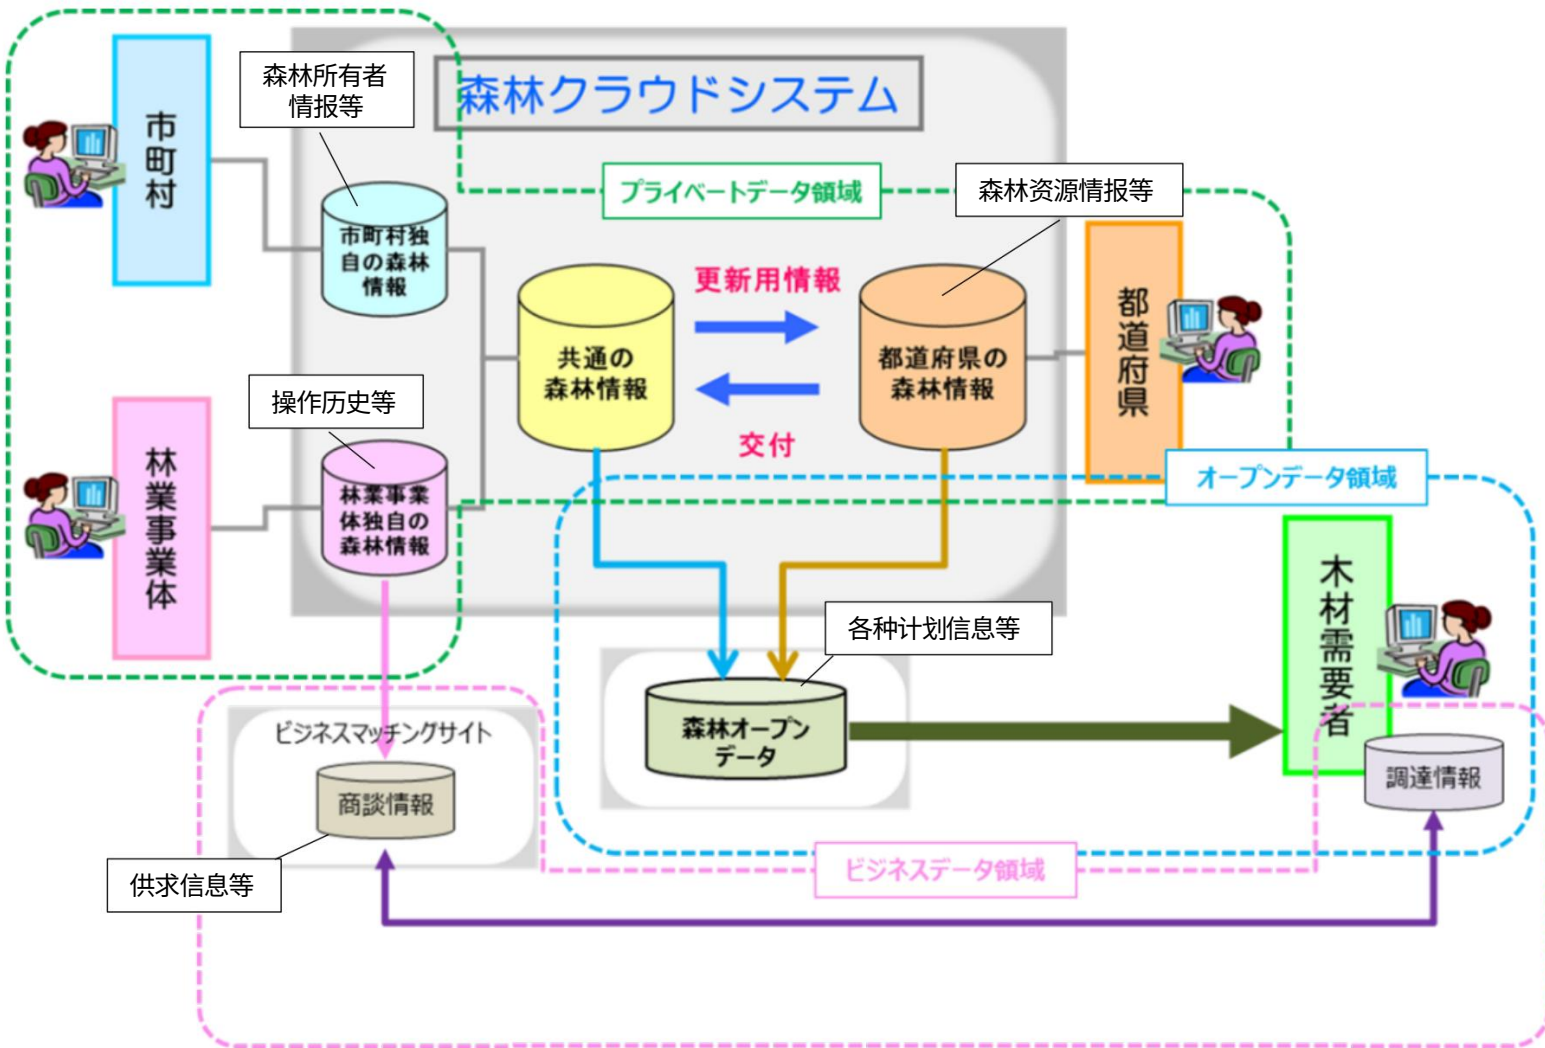 森林所有者
情报等
森林クラウドシステム
市町村
プライベートデータ領域
森林资源情报等
市町村独
自の森林
情報
更新用情報
都道府県
共通の
森林情報
都道府県の
森林情報
操作历史等
交付
林業事業体
オープンデータ領域
林業事業
体独自の
森林情報
木材需要者
各种计划信息等
ビジネスマッチングサイト
森林オープン
データ
商談情報
調達情報
供求信息等
ビジネスデータ領域